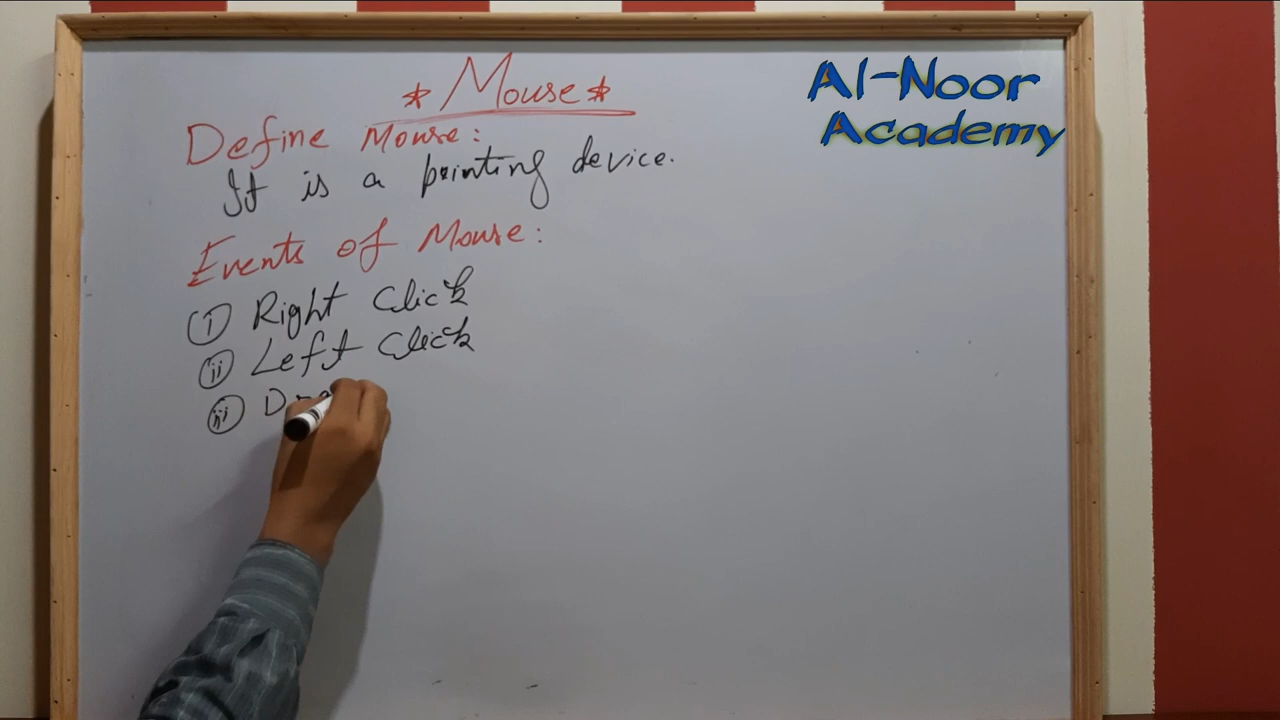 * Mouse *
Al-Noor
Academy
Define Mouse:
It is a pointing device.
Events of Mouse:
(i) Right Click
(ii) Left Click
(iii)